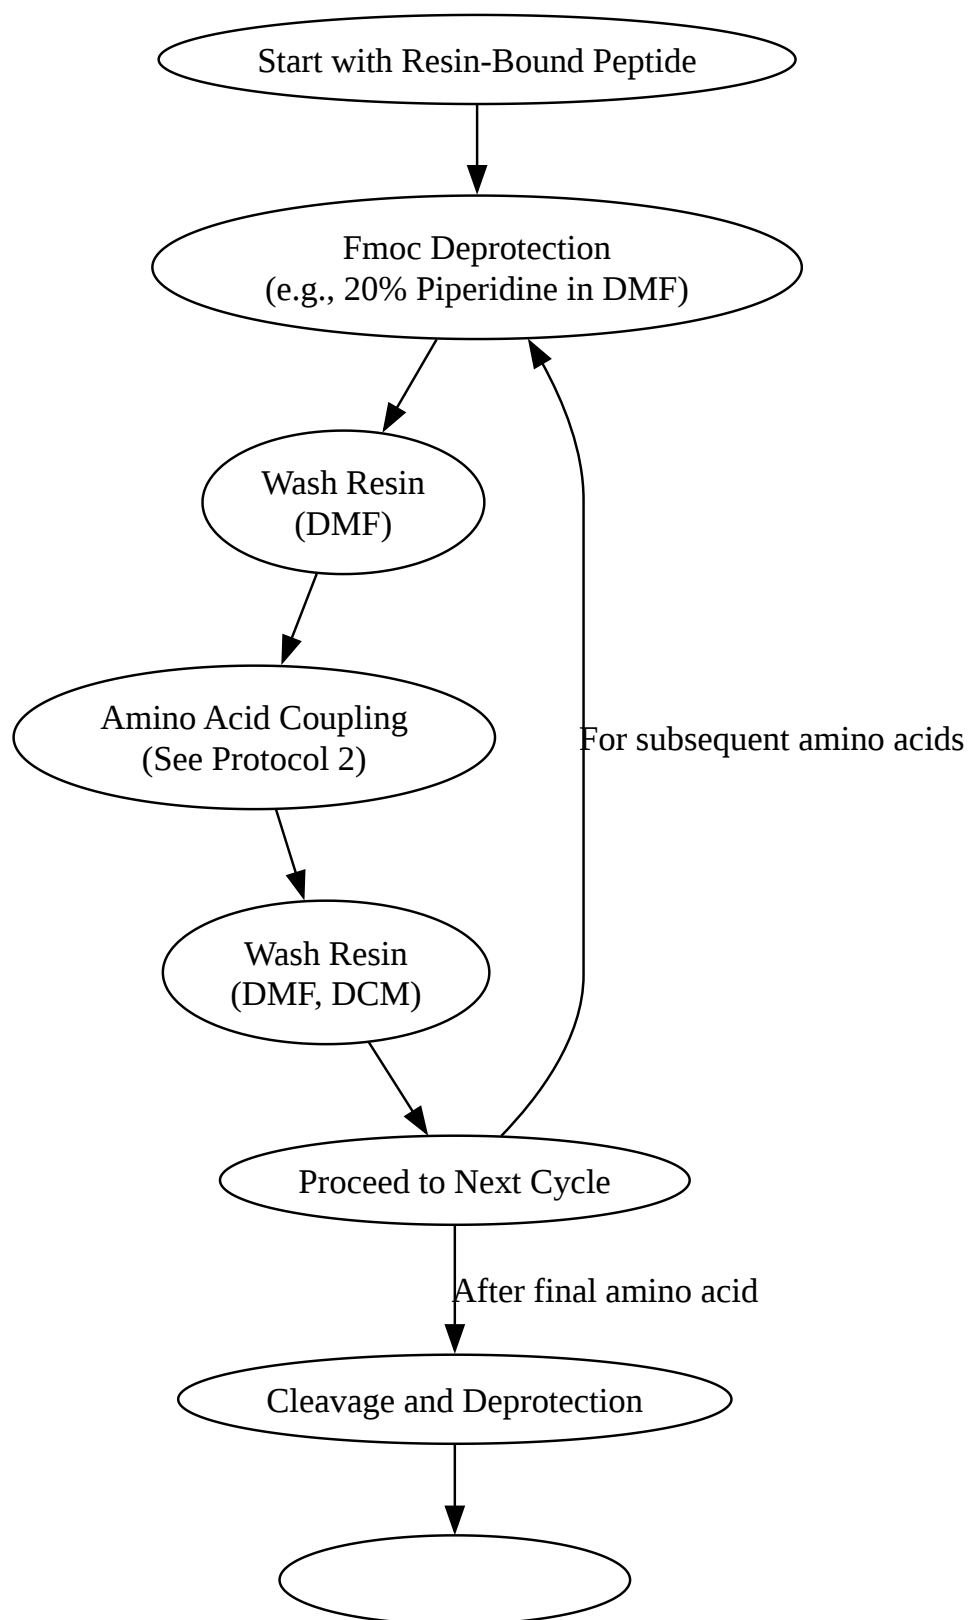 Start with Resin-Bound Peptide
Fmoc Deprotection
(e.g., 20% Piperidine in DMF)
Wash Resin
(DMF)
Amino Acid Coupling
(See Protocol 2)
For subsequent amino acids
Wash Resin
(DMF, DCM)
Proceed to Next Cycle
After final amino acid
Cleavage and Deprotection